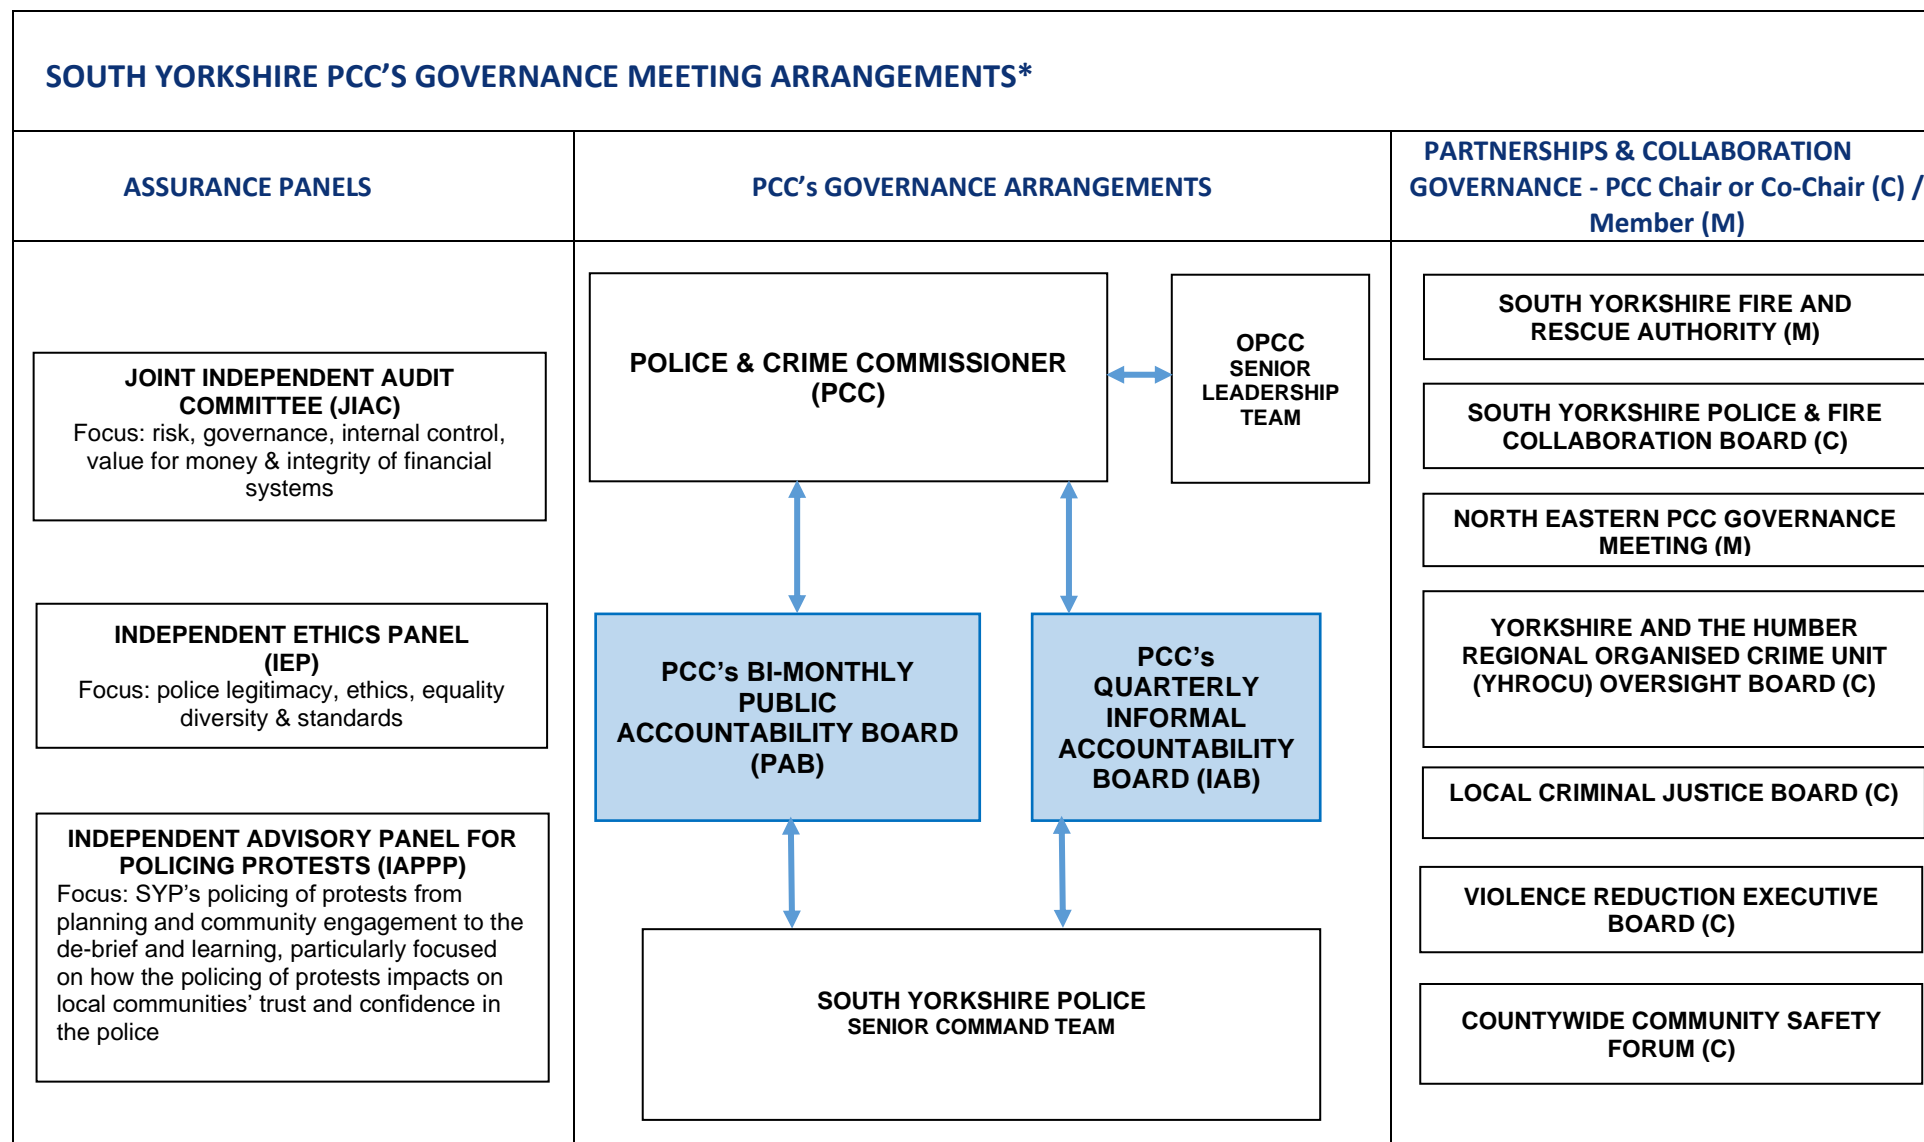 SOUTH YORKSHIRE PCC’S GOVERNANCE MEETING ARRANGEMENTS*
ASSURANCE PANELS
JOINT INDEPENDENT AUDIT
COMMITTEE (JIAC)
Focus: risk, governance, internal control,
value for money & integrity of financial
systems
INDEPENDENT ETHICS PANEL
(IEP)
Focus: police legitimacy, ethics, equality
diversity & standards
INDEPENDENT ADVISORY PANEL FOR
POLICING PROTESTS (IAPPP)
Focus: SYP’s policing of protests from
planning and community engagement to the
de-brief and learning, particularly focused
on how the policing of protests impacts on
local communities’ trust and confidence in
the police
PCC’s GOVERNANCE ARRANGEMENTS
POLICE & CRIME COMMISSIONER
(PCC)
OPCC
SENIOR
LEADERSHIP
TEAM
PCC’s BI-MONTHLY
PUBLIC
ACCOUNTABILITY BOARD
(PAB)
PCC’s
QUARTERLY
INFORMAL
ACCOUNTABILITY
BOARD (IAB)
SOUTH YORKSHIRE POLICE
SENIOR COMMAND TEAM
PARTNERSHIPS & COLLABORATION
GOVERNANCE - PCC Chair or Co-Chair (C) /
Member (M)
SOUTH YORKSHIRE FIRE AND
RESCUE AUTHORITY (M)
SOUTH YORKSHIRE POLICE & FIRE
COLLABORATION BOARD (C)
NORTH EASTERN PCC GOVERNANCE
MEETING (M)
YORKSHIRE AND THE HUMBER
REGIONAL ORGANISED CRIME UNIT
(YHROCU) OVERSIGHT BOARD (C)
LOCAL CRIMINAL JUSTICE BOARD (C)
VIOLENCE REDUCTION EXECUTIVE
BOARD (C)
COUNTYWIDE COMMUNITY SAFETY
FORUM (C)